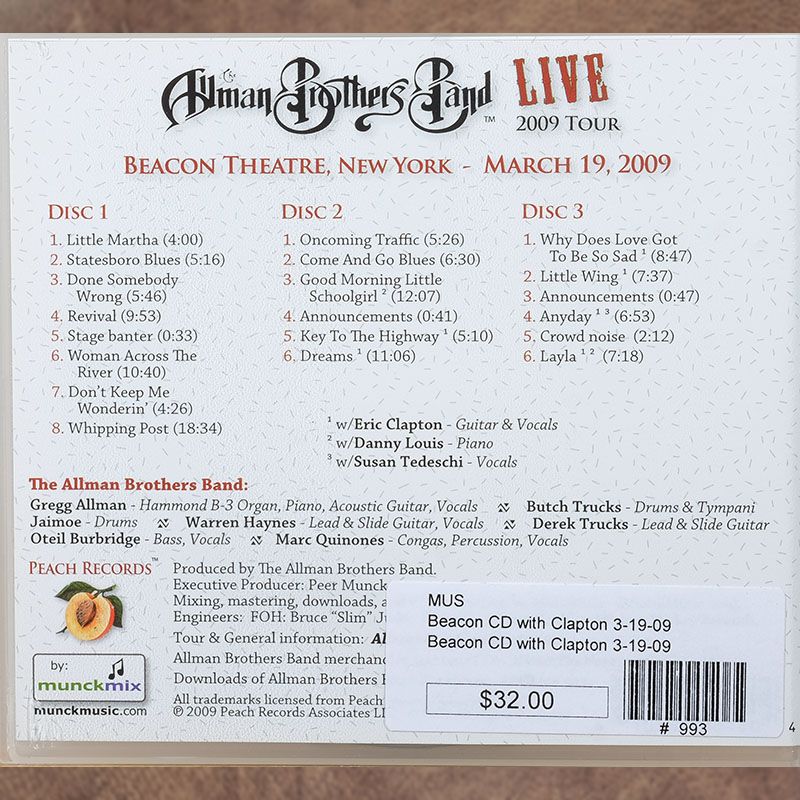 Allman Brothers Band™ LIVE
2009 TOUR
BEACON THEATRE, NEW YORK - MARCH 19, 2009
DISC 1
1. Little Martha (4:00)
2. Statesboro Blues (5:16)
3. Done Somebody
Wrong (5:46)
4. Revival (9:53)
5. Stage banter (0:33)
6. Woman Across The
River (10:40)
7. Don't Keep Me
Wonderin' (4:26)
8. Whipping Post (18:34)
DISC 2
1. Oncoming Traffic (5:26)
2. Come And Go Blues (6:30)
3. Good Morning Little
Schoolgirl ² (12:07)
4. Announcements (0:41)
5. Key To The Highway ¹ (5:10)
6. Dreams ¹ (11:06)
DISC 3
1. Why Does Love Got
To Be So Sad ¹ (8:47)
2. Little Wing ¹ (7:37)
3. Announcements (0:47)
4. Anyday ¹ ³ (6:53)
5. Crowd noise (2:12)
6. Layla ¹ ² (7:18)
¹ w/Eric Clapton - Guitar & Vocals
² w/Danny Louis - Piano
³ w/Susan Tedeschi - Vocals
The Allman Brothers Band:
Gregg Allman - Hammond B-3 Organ, Piano, Acoustic Guitar, Vocals Butch Trucks - Drums & Tympani
Jaimoe - Drums Warren Haynes - Lead & Slide Guitar, Vocals Derek Trucks - Lead & Slide Guitar
Oteil Burbridge - Bass, Vocals Marc Quinones - Congas, Percussion, Vocals
PEACH RECORDS™
by:
munckmix
munckmusic.com
Produced by The Allman Brothers Band.
Executive Producer: Peer Munck
Mixing, mastering, downloads,
Engineers: FOH: Bruce "Slim"
Tour & General information:
Allman Brothers Band
Downloads of Allman Brothers
All trademarks licensed from Peach
℗ 2009 Peach Records Associates
MUS
Beacon CD with Clapton 3-19-09
Beacon CD with Clapton 3-19-09
$32.00
# 993
4